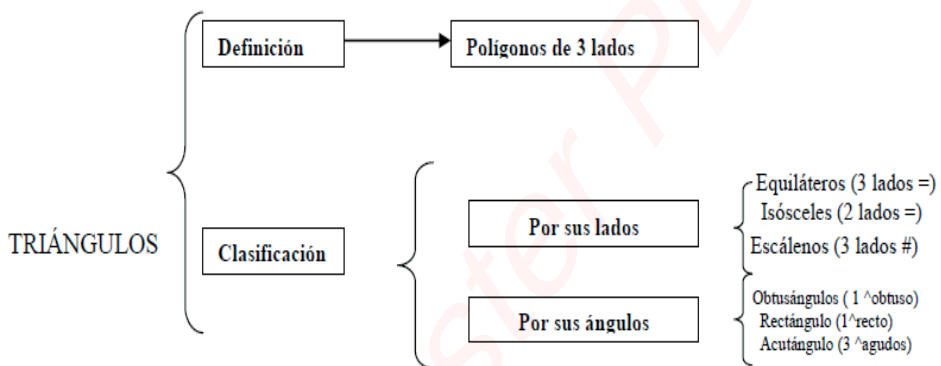 TRIÁNGULOS
Definición
Polígonos de 3 lados
Clasificación
Por sus lados
Equiláteros (3 lados =)
Isósceles (2 lados =)
Escálenos (3 lados #)
Por sus ángulos
Obtusángulos ( 1 ^obtuso)
Rectángulo (1^recto)
Acutángulo (3 ^agudos)